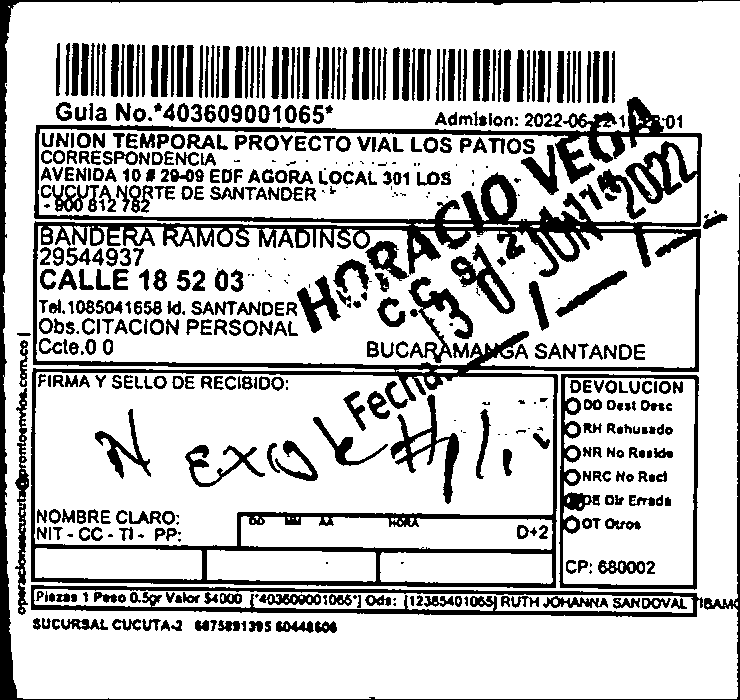 Guia No.*403609001065*
Admision: 2022-06-22
UNION TEMPORAL PROYECTO VIAL LOS PATIOS
CORRESPONDENCIA
AVENIDA 10 # 29-09 EDF AGORA LOCAL 301 LOS
CUCUTA NORTE DE SANTANDER
- 900 812 782
BANDERA RAMOS MADINSO
29544937
CALLE 18 52 03
Tel.1085041658 Id. SANTANDER
Obs.CITACION PERSONAL
Ccte.0 0
BUCARAMANGA SANTANDE
HORACIO VEGA
C.C. 91.2
30 JUN 2022
Fecha:
FIRMA Y SELLO DE RECIBIDO:
N
NOMBRE CLARO:
NIT - CC - TI - PP:
DD MM AA HORA
D+2
DEVOLUCION
DD Dest Desc
RH Rehusado
NR No Reside
NRC No Recl
DE Dir Errada
OT Otros
CP: 680002
Piezas 1 Peso 0.5gr Valor $4000 [*403609001065*] Ods: [12385401065] RUTH JOHANNA SANDOVAL
SUCURSAL CUCUTA-2 6075891395 60448606
operacionescucuta@prontoenvios.com.co